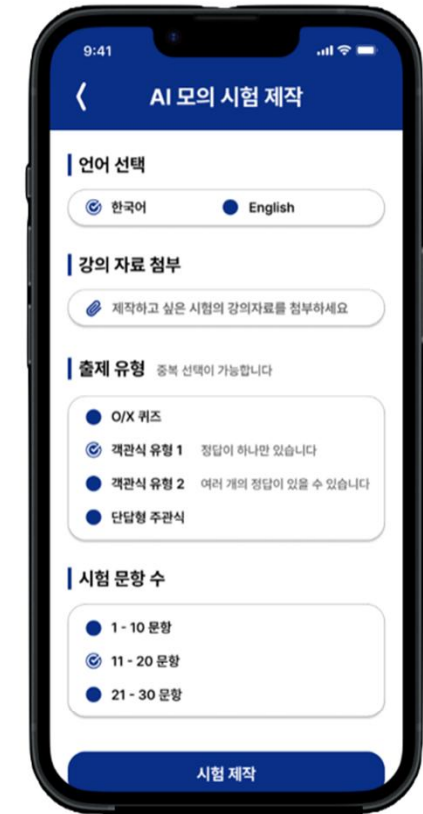 9:41
AI 모의 시험 제작
언어 선택
한국어 English
강의 자료 첨부
제작하고 싶은 시험의 강의자료를 첨부하세요
출제 유형 중복 선택이 가능합니다
O/X 퀴즈
객관식 유형 1 정답이 하나만 있습니다
객관식 유형 2 여러 개의 정답이 있을 수 있습니다
단답형 주관식
시험 문항 수
1 - 10 문항
11 - 20 문항
21 - 30 문항
시험 제작